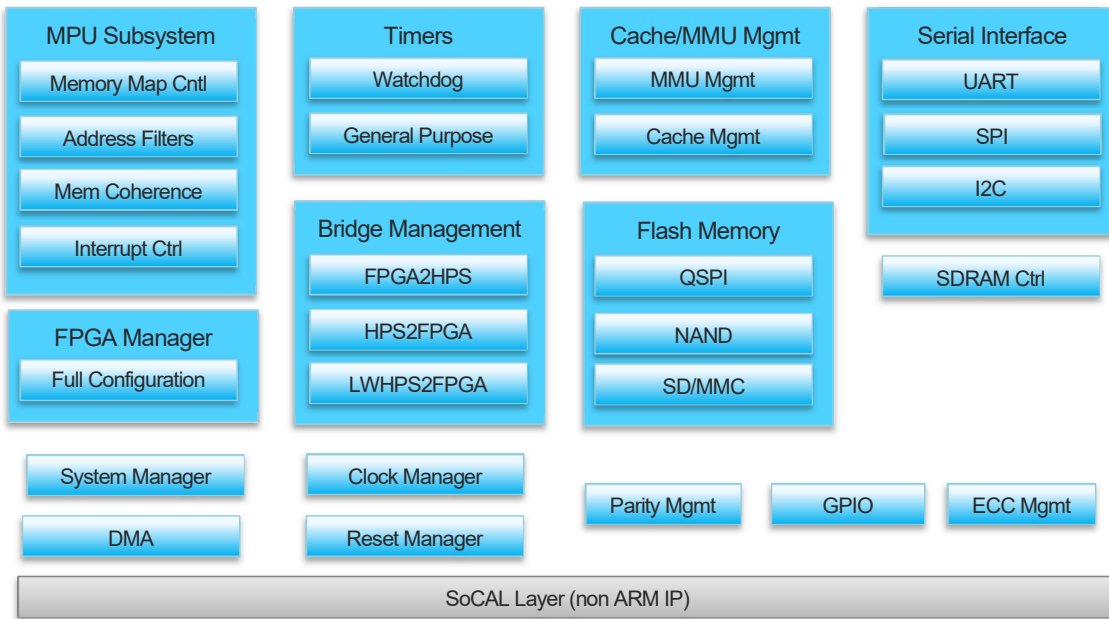 MPU Subsystem
Memory Map Cntl
Address Filters
Mem Coherence
Interrupt Ctrl
Timers
Watchdog
General Purpose
Cache/MMU Mgmt
MMU Mgmt
Cache Mgmt
Serial Interface
UART
SPI
I2C
FPGA Manager
Full Configuration
Bridge Management
FPGA2HPS
HPS2FPGA
LWHPS2FPGA
Flash Memory
QSPI
NAND
SD/MMC
SDRAM Ctrl
System Manager
DMA
Clock Manager
Reset Manager
Parity Mgmt
GPIO
ECC Mgmt
SoCAL Layer (non ARM IP)